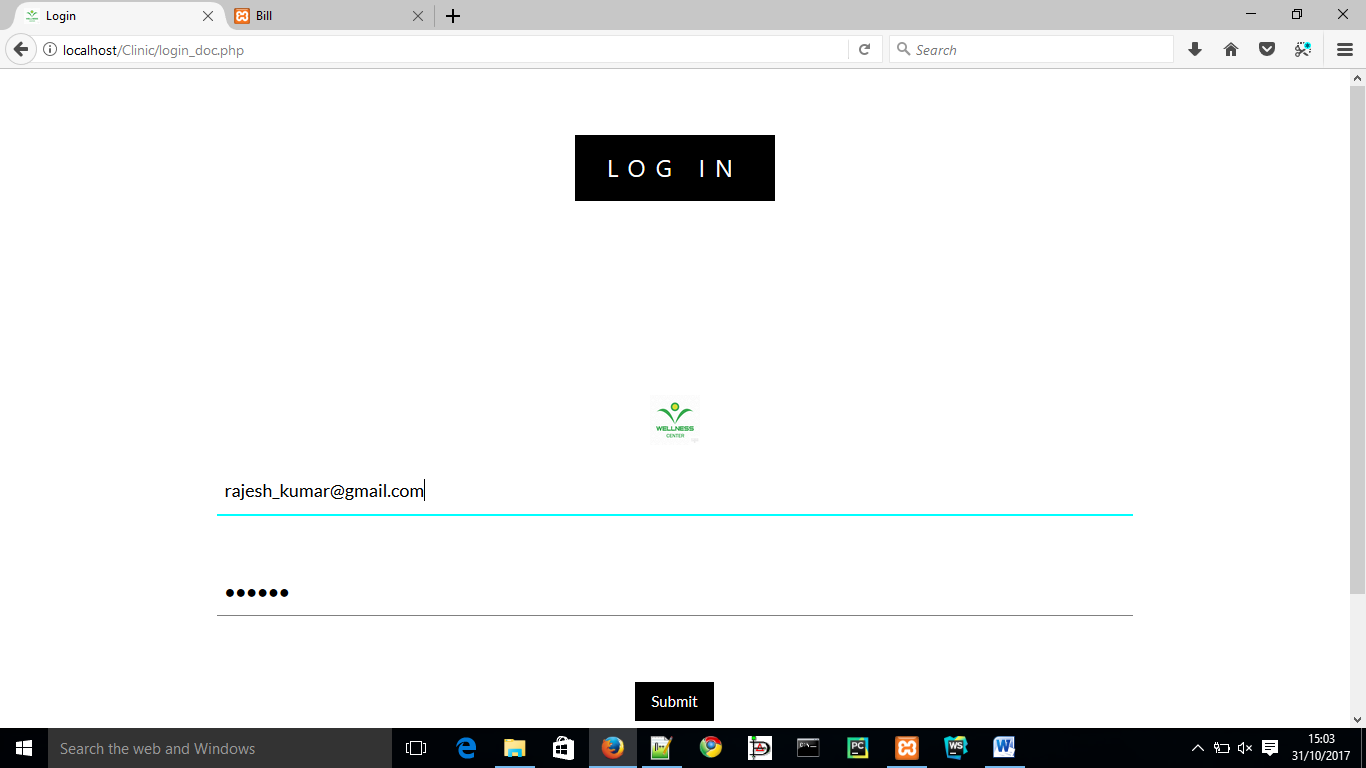 Login
Bill
localhost/Clinic/login_doc.php
Search
LOG IN
WELLNESS
CENTER
rajesh_kumar@gmail.com
••••••
Submit
Search the web and Windows
15:03
31/10/2017